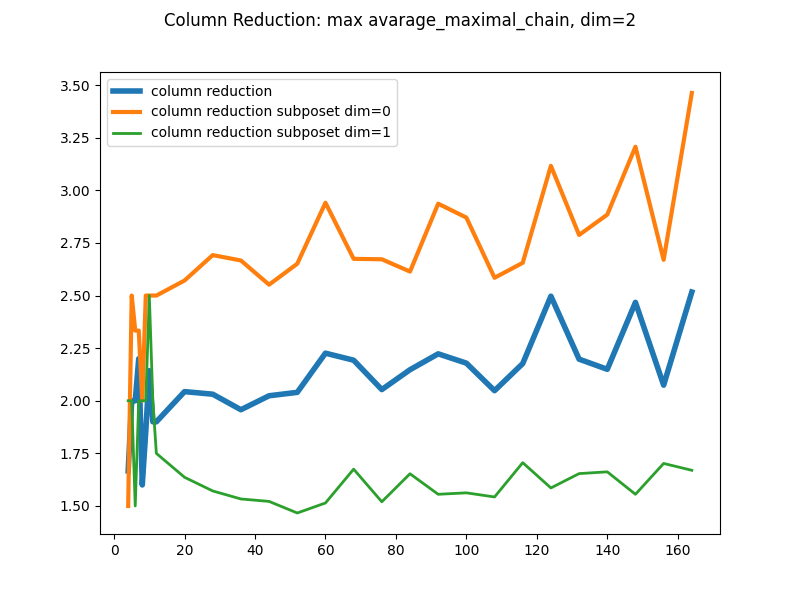 Column Reduction: max avarage_maximal_chain, dim=2
column reduction
column reduction subposet dim=0
column reduction subposet dim=1
3.50
3.25
3.00
2.75
2.50
2.25
2.00
1.75
1.50
0 20 40 60 80 100 120 140 160